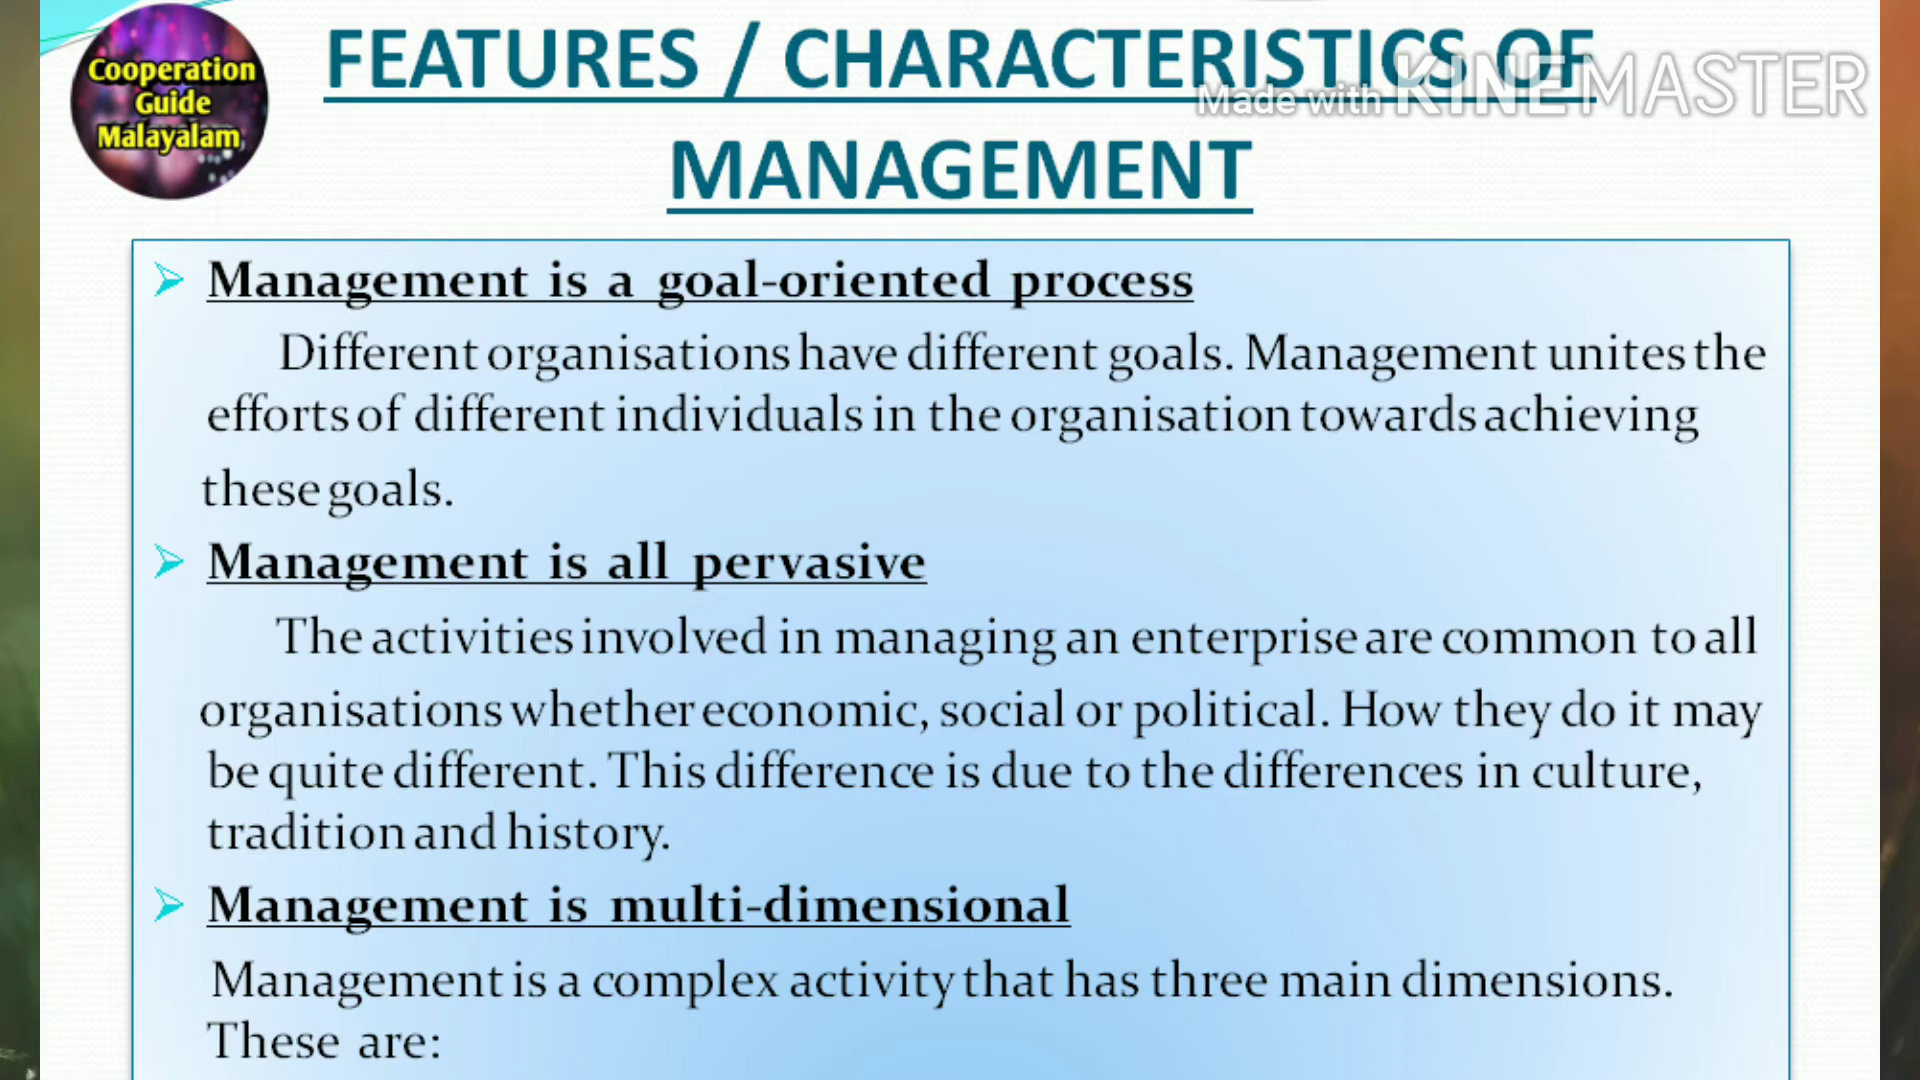 Cooperation
Guide
Malayalam
FEATURES / CHARACTERISTICS OF
Made with KINEMASTER
MANAGEMENT
Management is a goal-oriented process
Different organisations have different goals. Management unites the
efforts of different individuals in the organisation towards achieving
these goals.
Management is all pervasive
The activities involved in managing an enterprise are common to all
organisations whether economic, social or political. How they do it may
be quite different. This difference is due to the differences in culture,
tradition and history.
Management is multi-dimensional
Management is a complex activity that has three main dimensions.
These are: